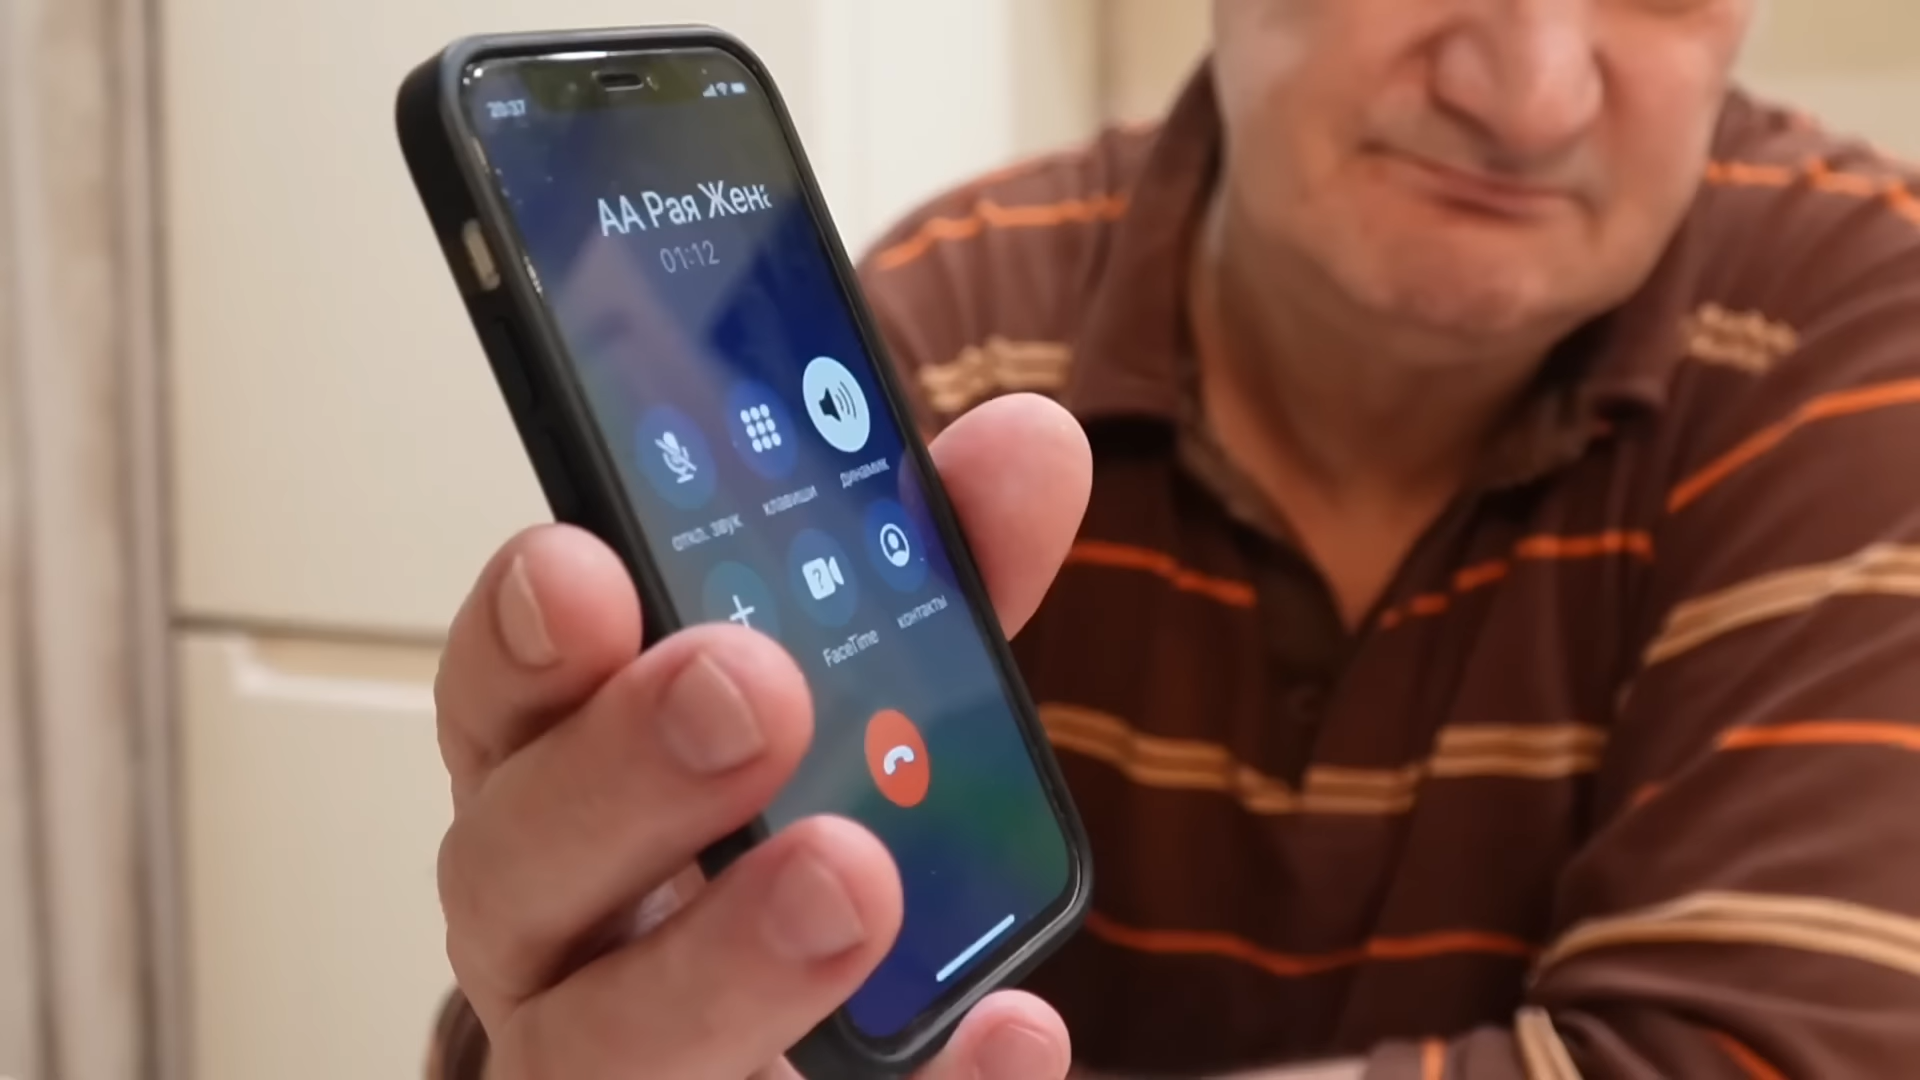 20:37
АА Рая Жен
01:12
откл. звук
клавиши
динамик
FaceTime
контакты